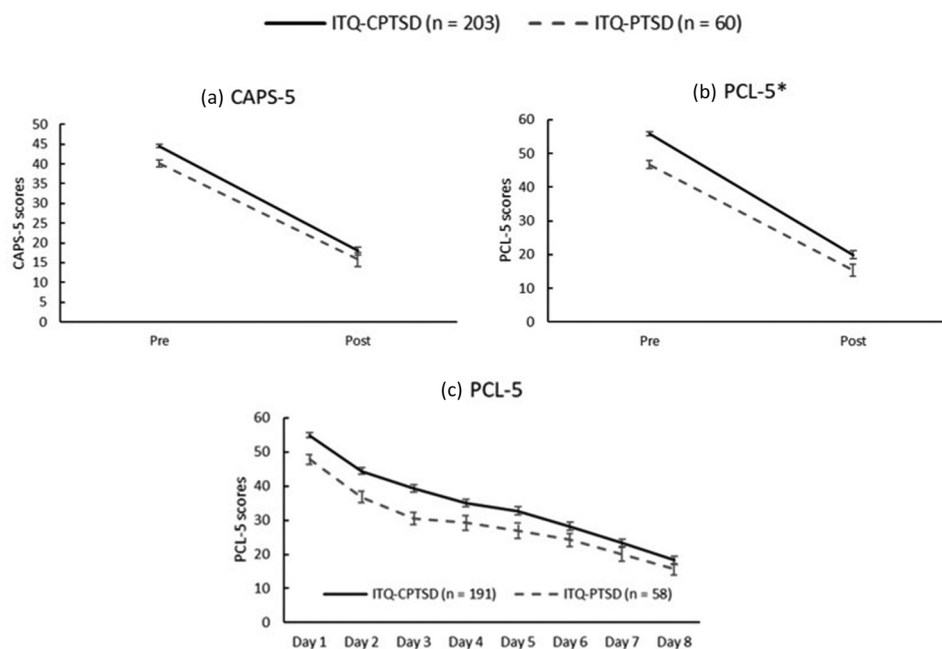 ITQ-CPTSD (n = 203) ITQ-PTSD (n = 60)
(a) CAPS-5
50
45
40
35
30
25
20
15
10
5
0
CAPS-5 scores
Pre Post
(b) PCL-5*
60
50
40
30
20
10
0
PCL-5 scores
Pre Post
(c) PCL-5
60
50
40
30
20
10
0
PCL-5 scores
ITQ-CPTSD (n = 191) ITQ-PTSD (n = 58)
Day 1 Day 2 Day 3 Day 4 Day 5 Day 6 Day 7 Day 8